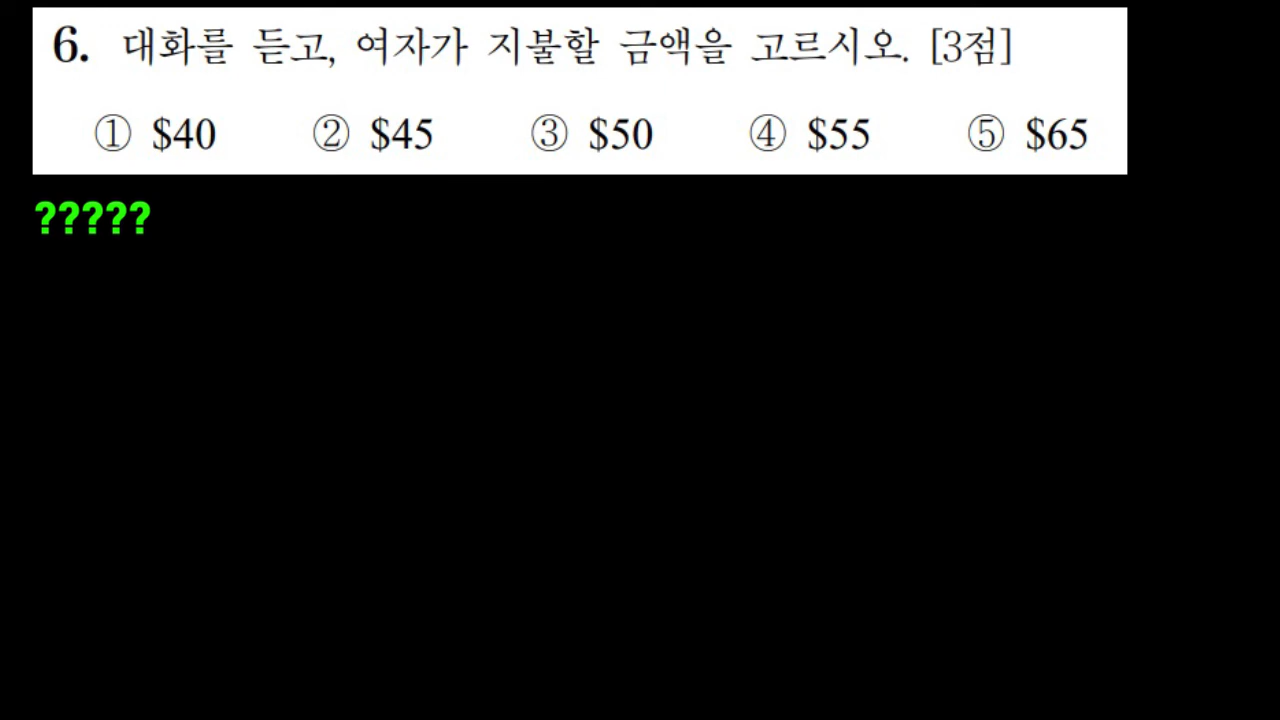 6. 대화를 듣고, 여자가 지불할 금액을 고르시오. [3점]
① $40 ② $45 ③ $50 ④ $55 ⑤ $65
?????